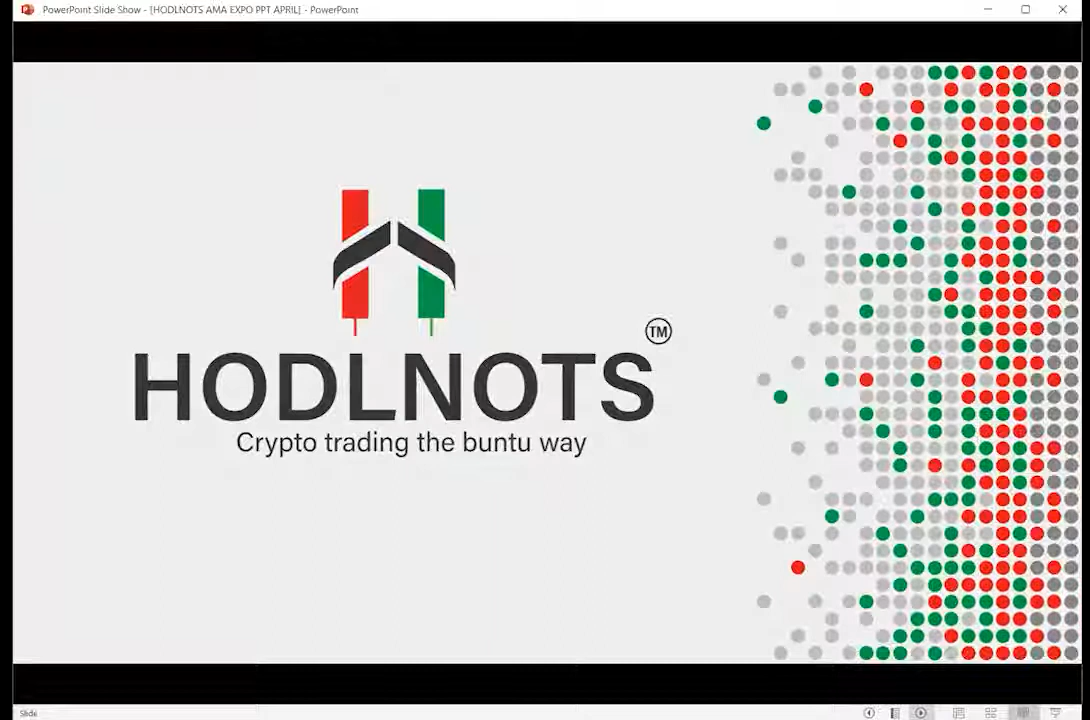 PowerPoint Slide Show - [HODLNOTS AMA EXPO PPT APRIL] - PowerPoint
TM
HODLNOTS
Crypto trading the buntu way
Slide